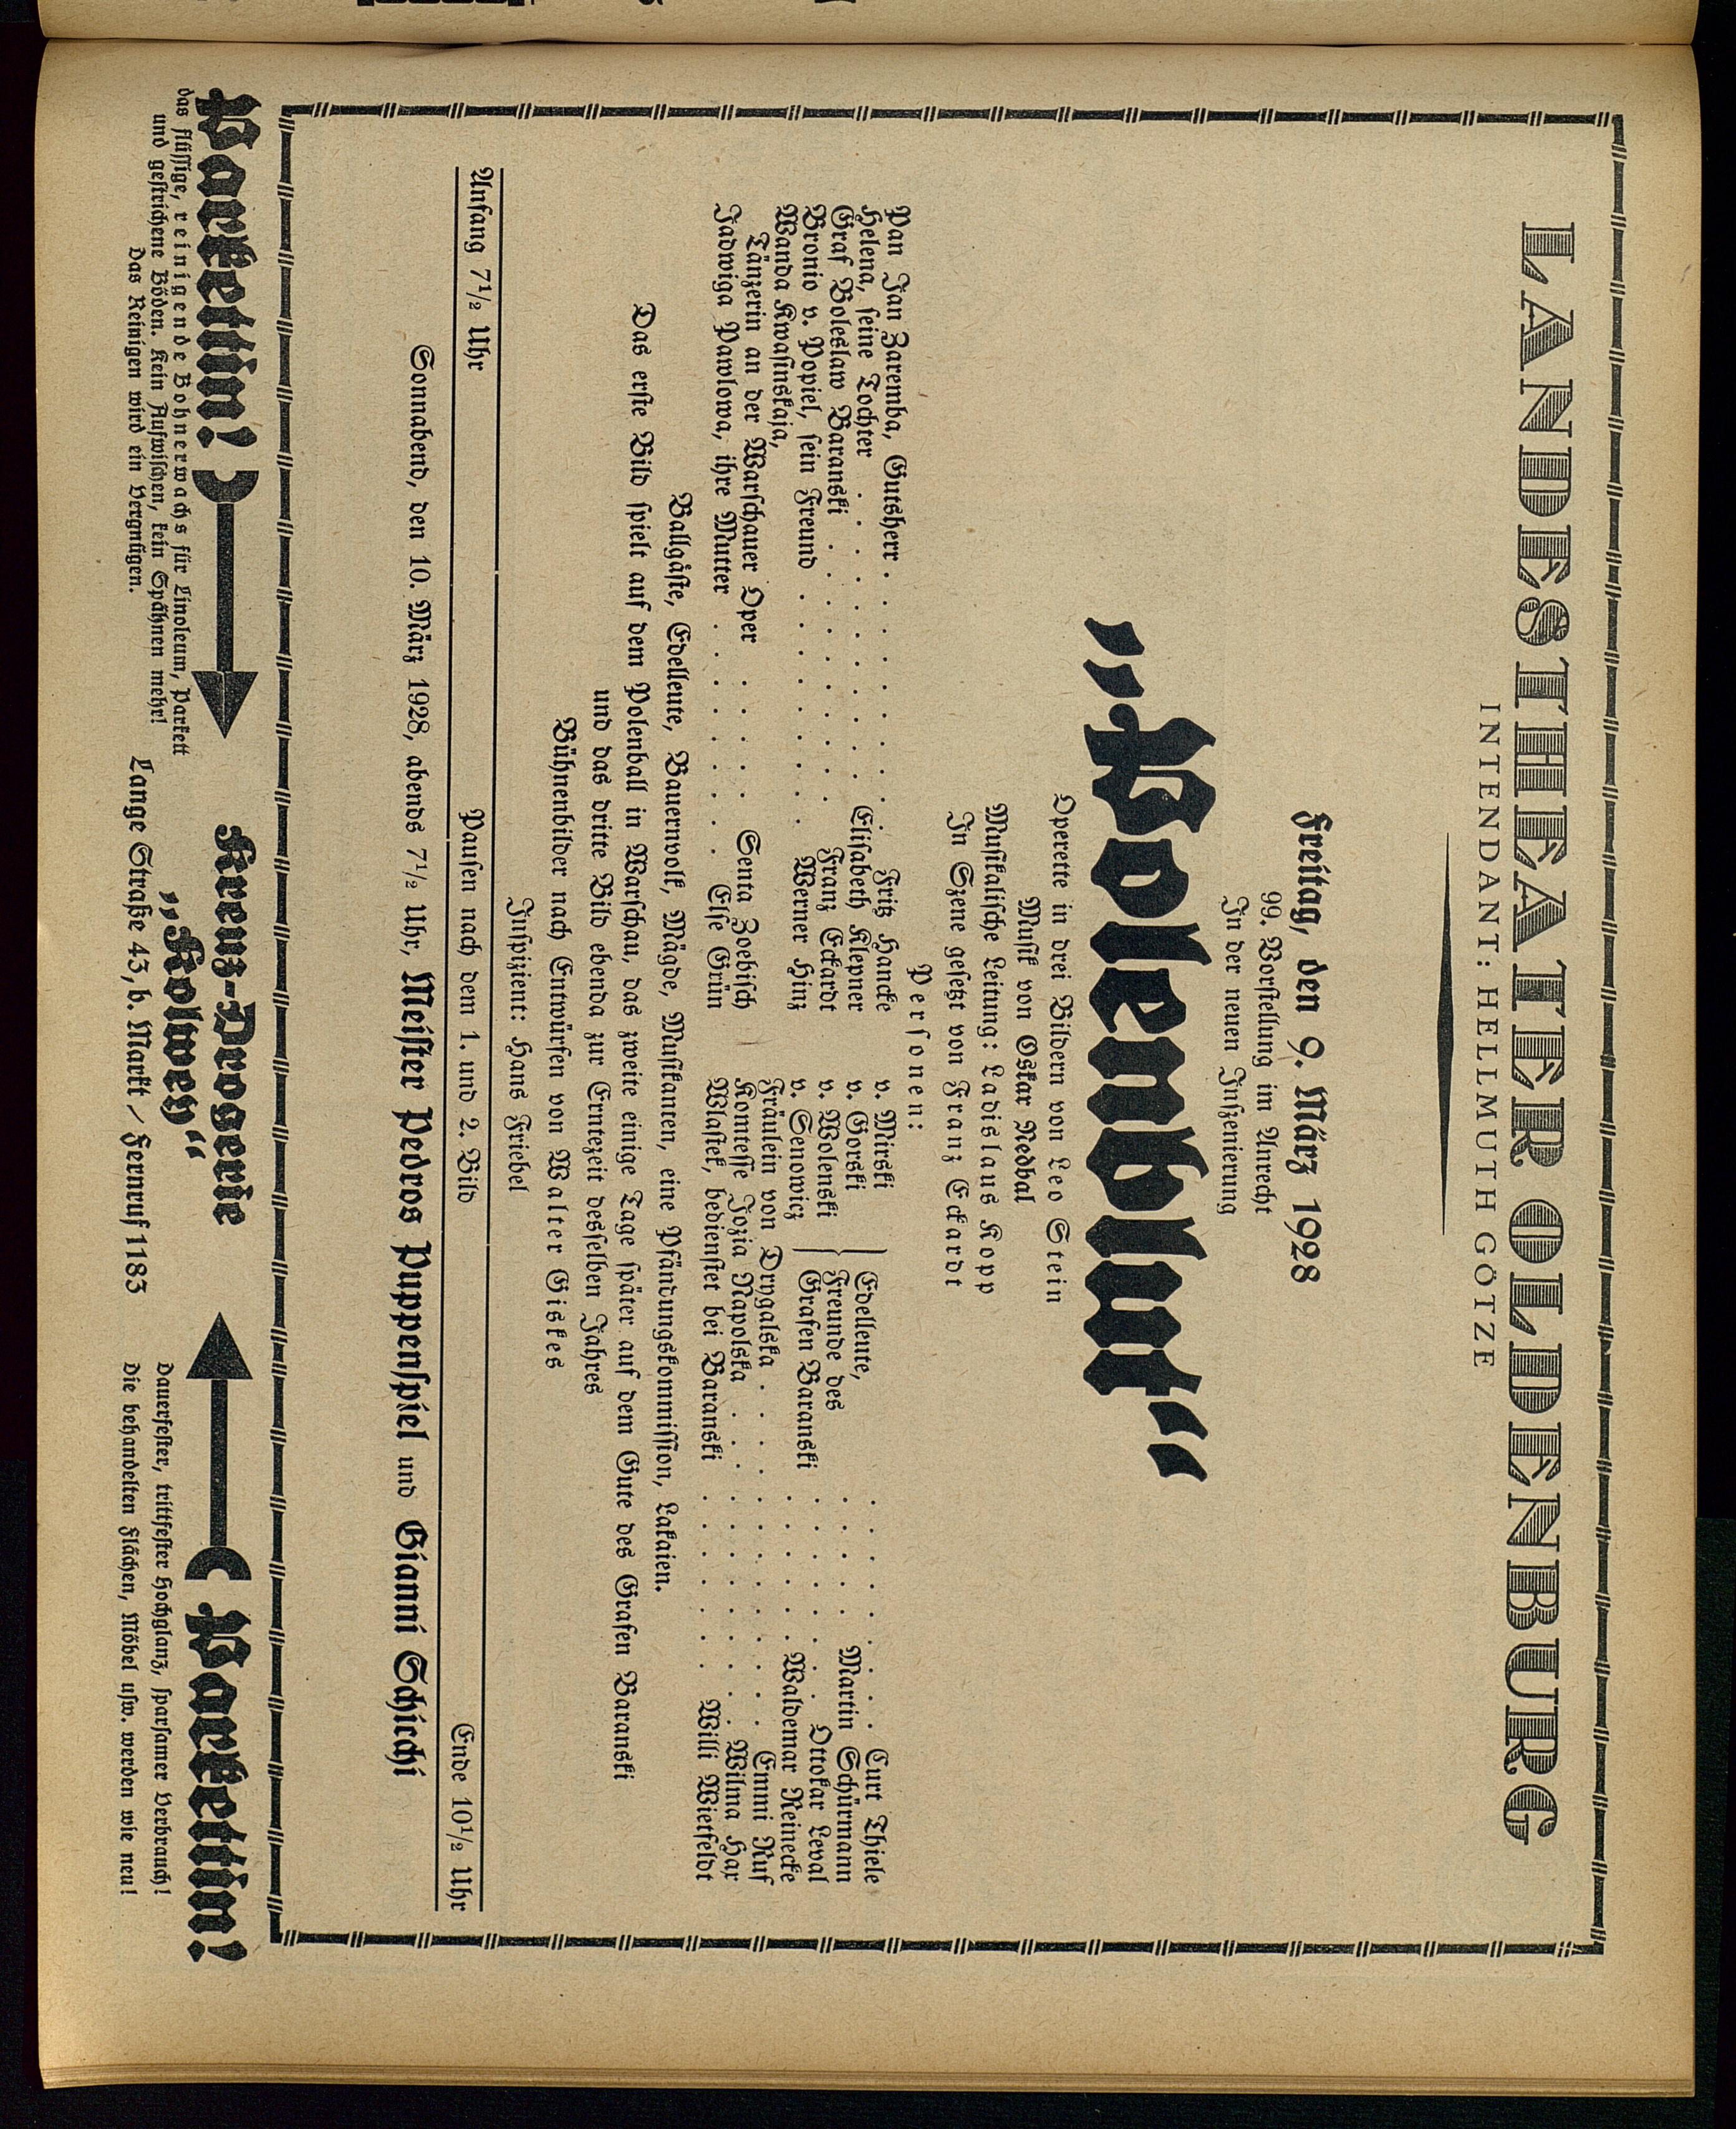 LANDESTHEATER OLDENBURG
INTENDANT: HELLMUTH GÖTZE
Freitag, den 9. März 1928
99. Vorstellung im Anrecht
In der neuen Inszenierung
„Polenblut“
Operette in drei Bildern von Leo Stein
Musik von Oskar Nedbal
Musikalische Leitung: Ladislaus Kopp
In Szene gesetzt von Franz Eckardt
Personen:
Pan Jan Zaremba, Gutsherr . . . . . . . . . . Fritz Hancke
Helena, seine Tochter . . . . . . . . . . . Elisabeth Klepner
Graf Boleslaw Baranski . . . . . . . . . . Franz Eckardt
Bronio v. Popiel, sein Freund . . . . . . . . . Werner Hinz
Wanda Kwasinskaja,
Tänzerin an der Warschauer Oper . . . . . Senta Zoebisch
Jadwiga Pawlowa, ihre Mutter . . . . . . . . . Else Grün
v. Mirski } Edelleute, . . . . . . . . . Curt Thiele
v. Gorski } Freunde des . . . . . . Martin Schürmann
v. Wolenski } Grafen Baranski . . . . . . . . Ottokar Leval
v. Senowicz } . . . . . . Waldemar Reinecke
Fräulein von Drygalska . . . . . . . . . . . . Emmi Ruf
Komtesse Jozia Napolska . . . . . . . . . . . Wilma Har
Wlastek, bedienstet bei Baranski . . . . . . . Willi Wietfeldt
Ballgäste, Edelleute, Bauernvolk, Mägde, Musikanten, eine Pfändungskommission, Lakaien.
Das erste Bild spielt auf dem Polenball in Warschau, das zweite einige Tage später auf dem Gute des Grafen Baranski
und das dritte Bild ebenda zur Erntezeit desselben Jahres
Bühnenbilder nach Entwürfen von Walter Giskes
Inspizient: Hans Friebel
Anfang 7½ Uhr Pausen nach dem 1. und 2. Bild Ende 10½ Uhr
Sonnabend, den 10. März 1928, abends 7½ Uhr, Meister Pedros Puppenspiel und Gianni Schicchi
Parkettin!
das flüssige, reinigende Bohnerwachs für Linoleum, Parkett
und gestrichene Böden. Kein Aufwischen, kein Spähnen mehr!
Das Reinigen wird ein Vergnügen.
Kreuz-Drogerie
„Kolwey“
Lange Straße 43, b. Markt / Fernruf 1183
Parkettin!
Dauerfester, trittfester Hochglanz, sparsamer Verbrauch!
Die behandelten Flächen, Möbel usw. werden wie neu!